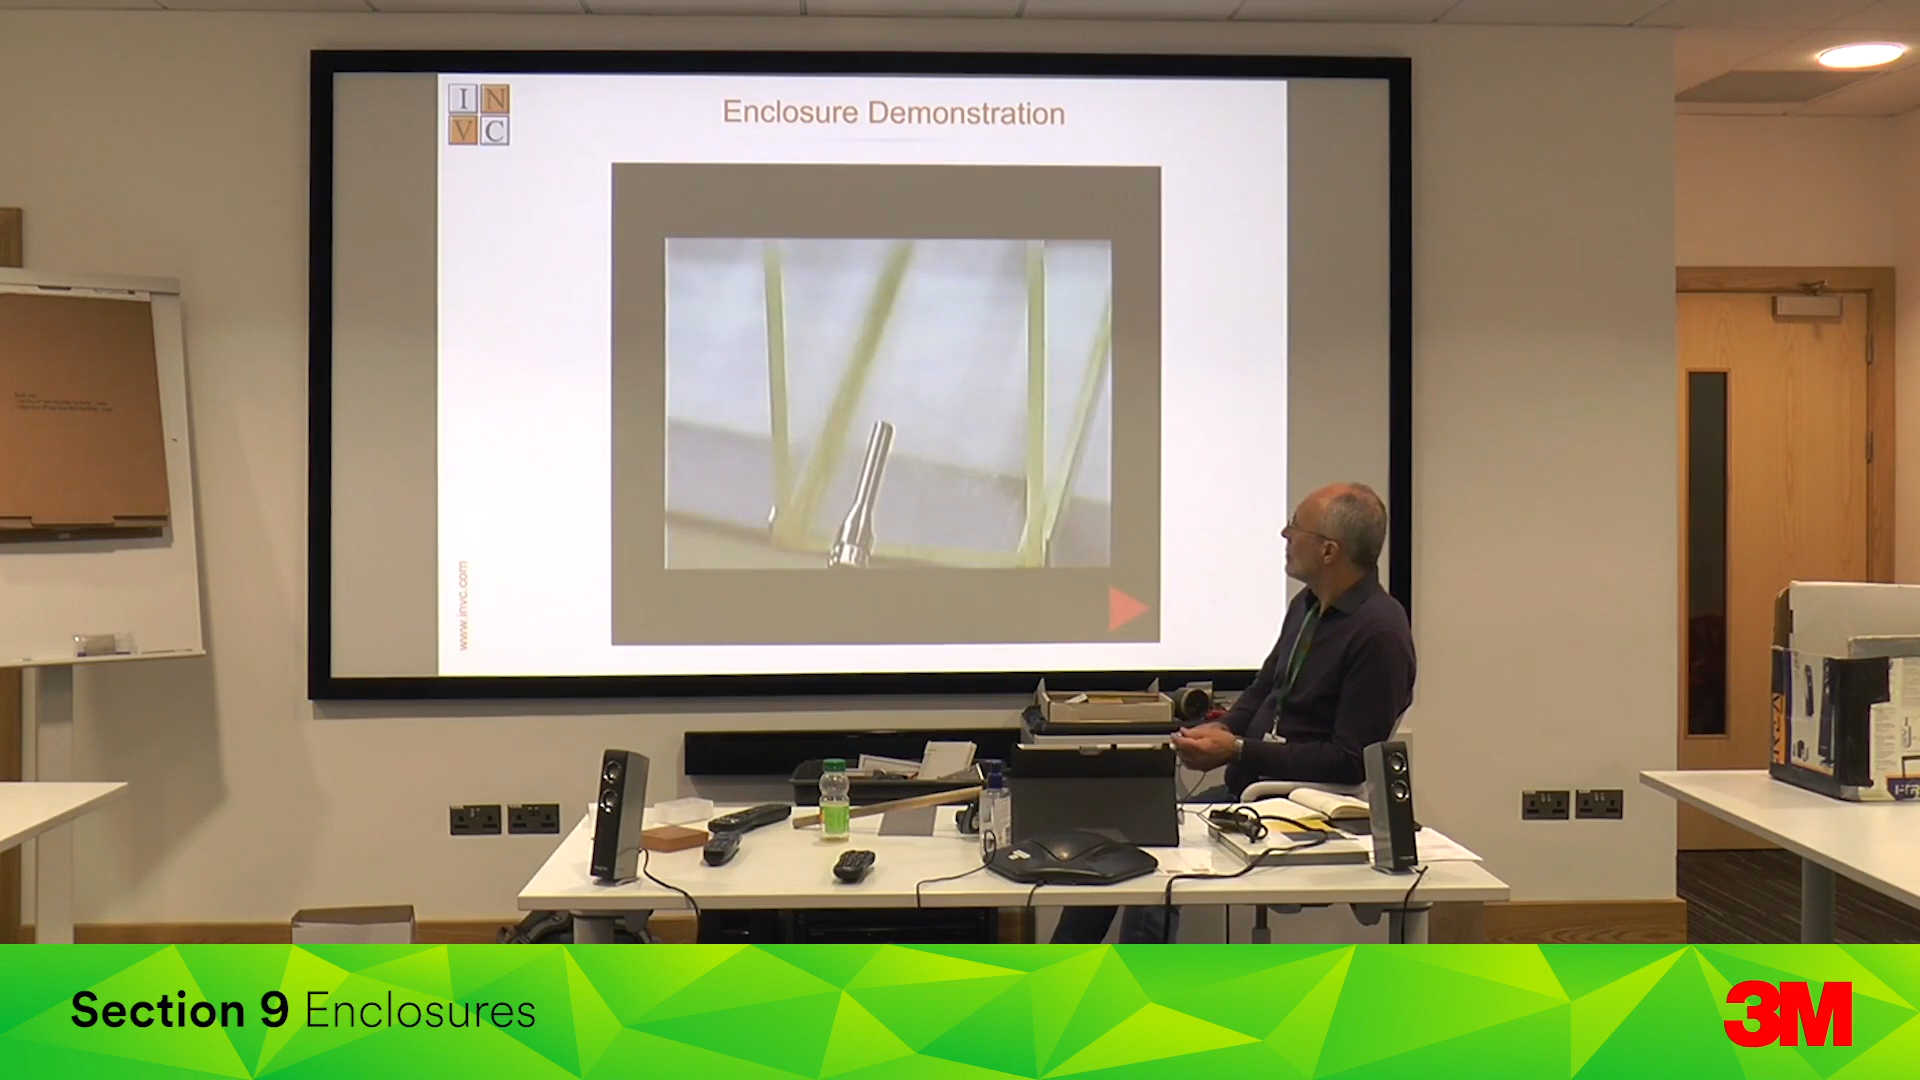 I N
V C
Enclosure Demonstration
www.invc.com
Section 9 Enclosures
3M